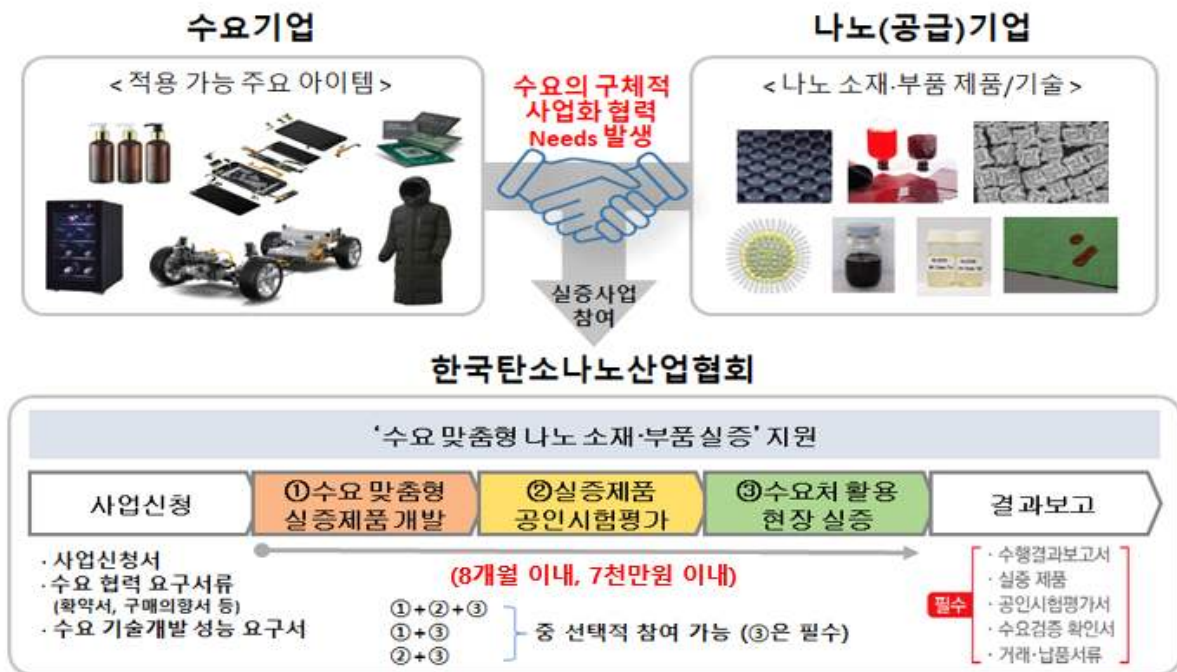 수요기업
나노(공급)기업
< 적용 가능 주요 아이템 >
수요의 구체적
사업화 협력
Needs 발생
< 나노 소재·부품 제품/기술 >
실증사업
참여
한국탄소나노산업협회
‘수요 맞춤형 나노 소재·부품 실증’ 지원
사업신청
①수요 맞춤형
실증제품 개발
②실증제품
공인시험평가
③수요처 활용
현장 실증
결과보고
· 사업신청서
· 수요 협력 요구서류
(확약서, 구매의향서 등)
· 수요 기술개발 성능 요구서
(8개월 이내, 7천만원 이내)
①+②+③
①+③
②+③
중 선택적 참여 가능 (③은 필수)
필수
· 수행결과보고서
· 실증 제품
· 공인시험평가서
· 수요검증 확인서
· 거래·납품서류